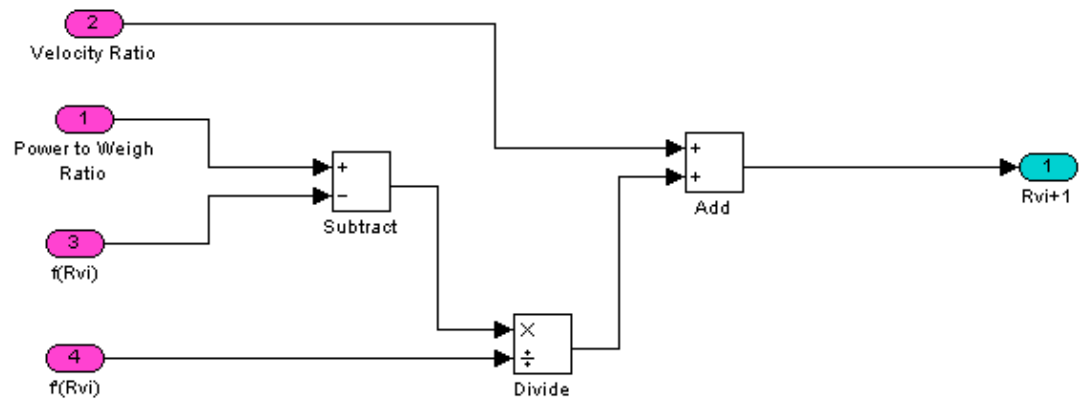 2
Velocity Ratio
1
Power to Weigh
Ratio
+
−
Subtract
3
f(Rvi)
4
f'(Rvi)
×
÷
Divide
+
+
Add
1
Rvi+1